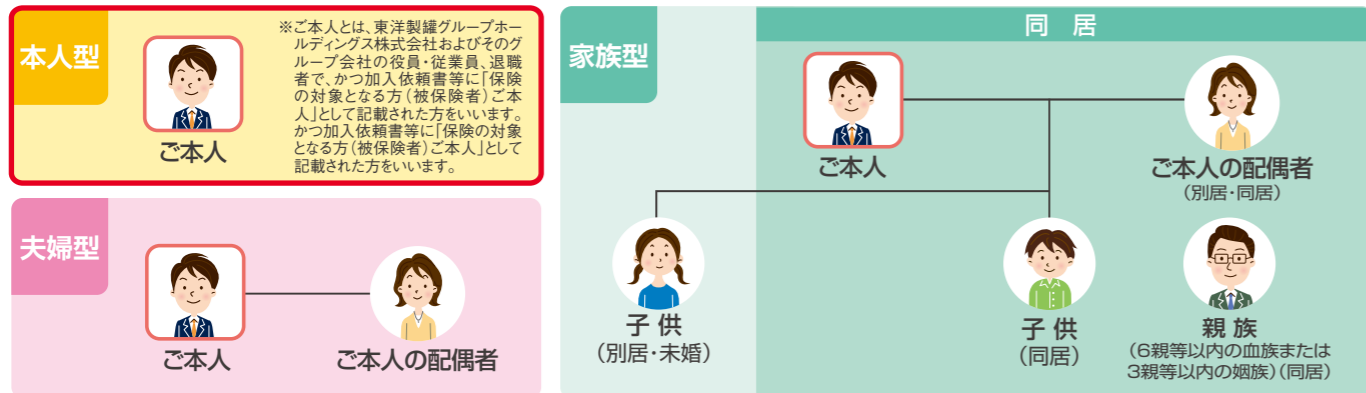 本人型
ご本人
※ご本人とは、東洋製罐グループホー
ルディングス株式会社およびそのグ
ループ会社の役員・従業員、退職
者で、かつ加入依頼書等に「保険
の対象となる方(被保険者)ご本
人」として記載された方をいいます。
かつ加入依頼書等に「保険の対象
となる方(被保険者)ご本人」として
記載された方をいいます。
夫婦型
ご本人
ご本人の配偶者
家族型
同 居
ご本人
ご本人の配偶者
(別居・同居)
子 供
(別居・未婚)
子 供
(同居)
親 族
(6親等以内の血族または
3親等以内の姻族)(同居)